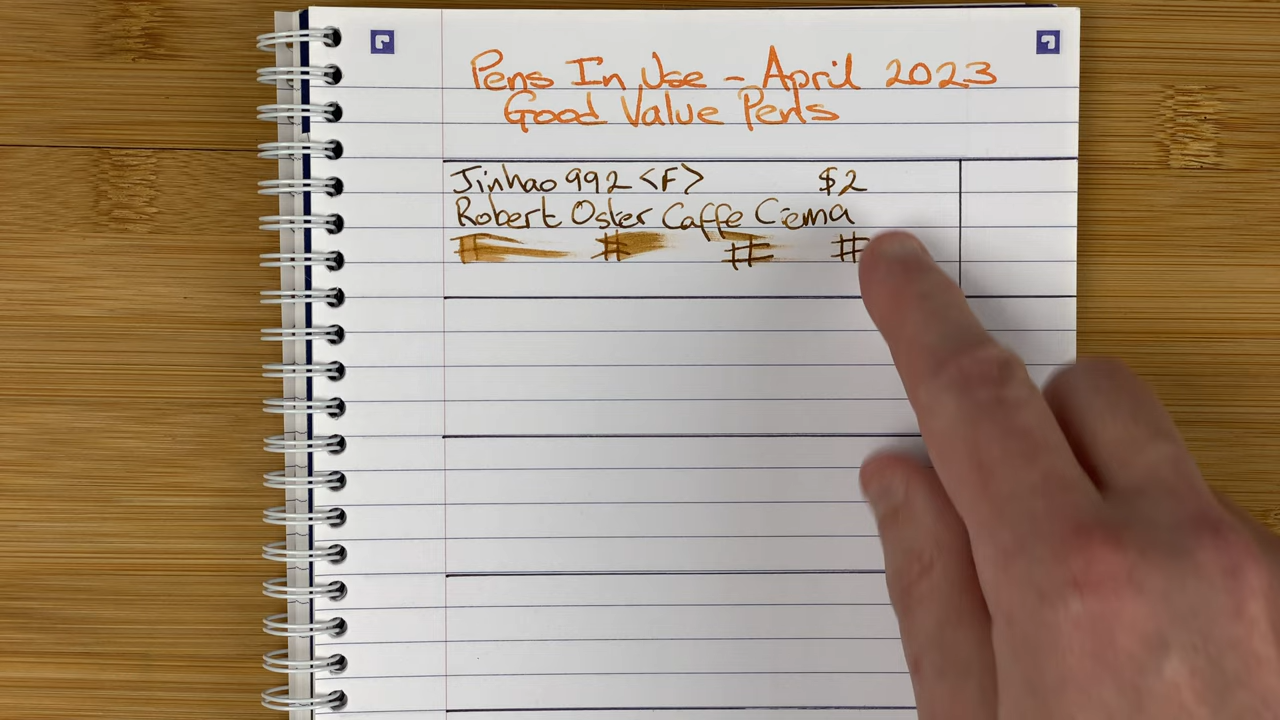 Pens In Use - April 2023
Good Value Pens
Jinhao 992 <F> $2
Robert Oster Caffe Crema
# # #